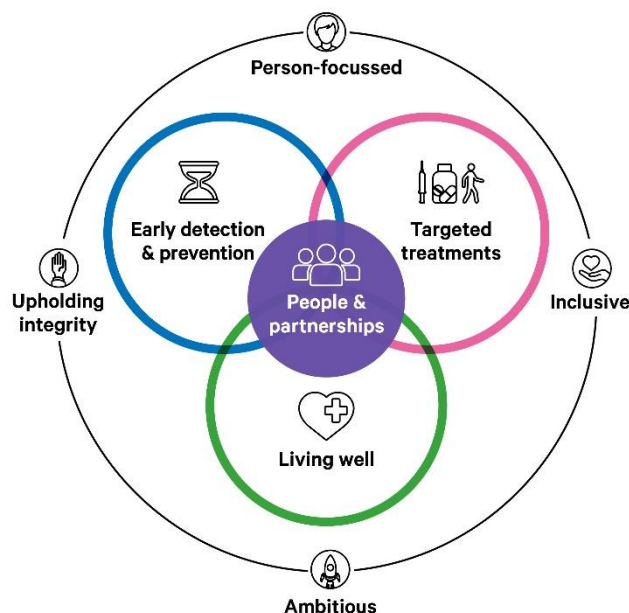 Person-focussed
Early detection
& prevention
Targeted
treatments
People &
partnerships
Upholding
integrity
Inclusive
Living well
Ambitious